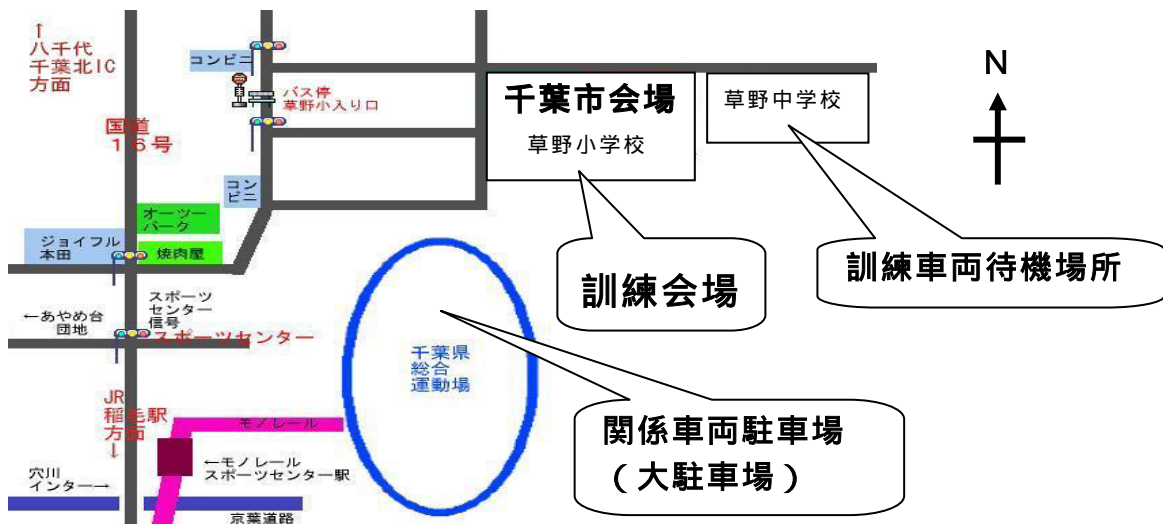 ↑
八千代
千葉北IC
方面
国道
16号
コンビニ
バス停
草野小入り口
コン
ビニ
オーツー
パーク
ジョイフル
本田
焼肉屋
千葉市会場
草野小学校
草野中学校
N
訓練会場
訓練車両待機場所
スポーツ
センター
信号
←あやめ台
団地
スポーツセンター
千葉県
総合
運動場
JR
稲毛駅
方面
↓
モノレール
←モノレール
スポーツセンター駅
穴川
インター→
京葉道路
関係車両駐車場
(大駐車場)